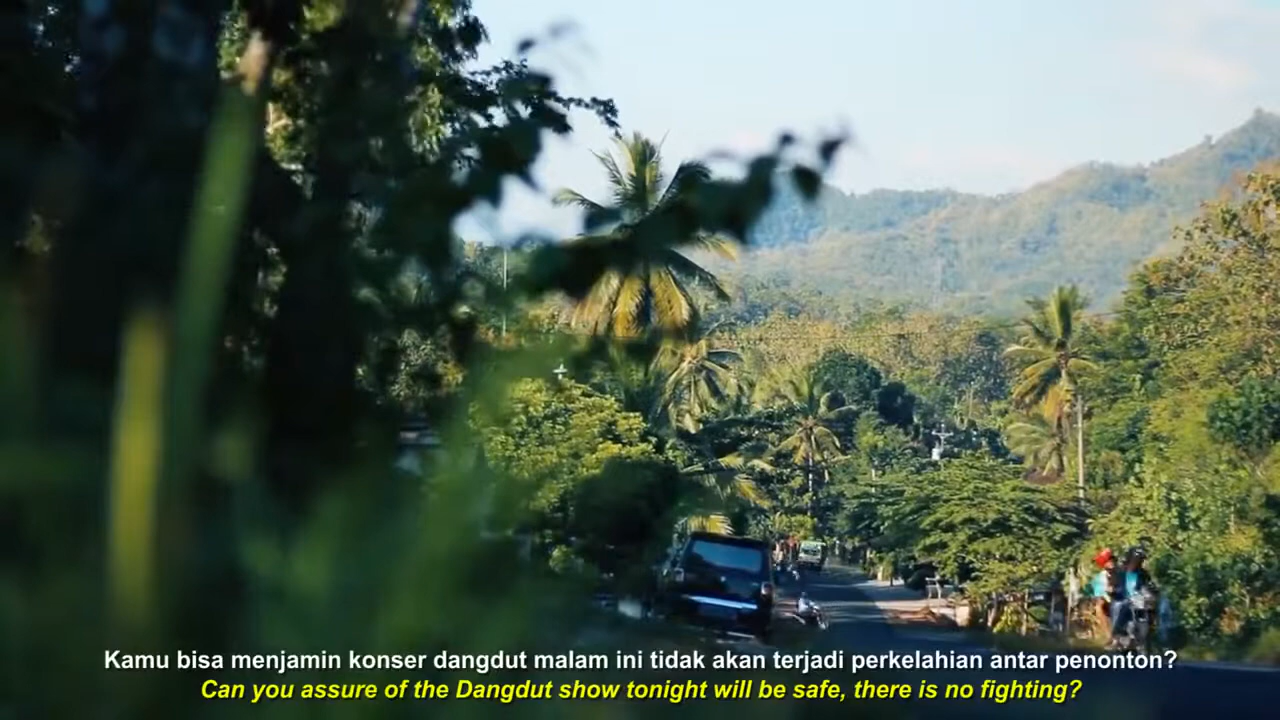 Kamu bisa menjamin konser dangdut malam ini tidak akan terjadi perkelahian antar penonton?
Can you assure of the Dangdut show tonight will be safe, there is no fighting?